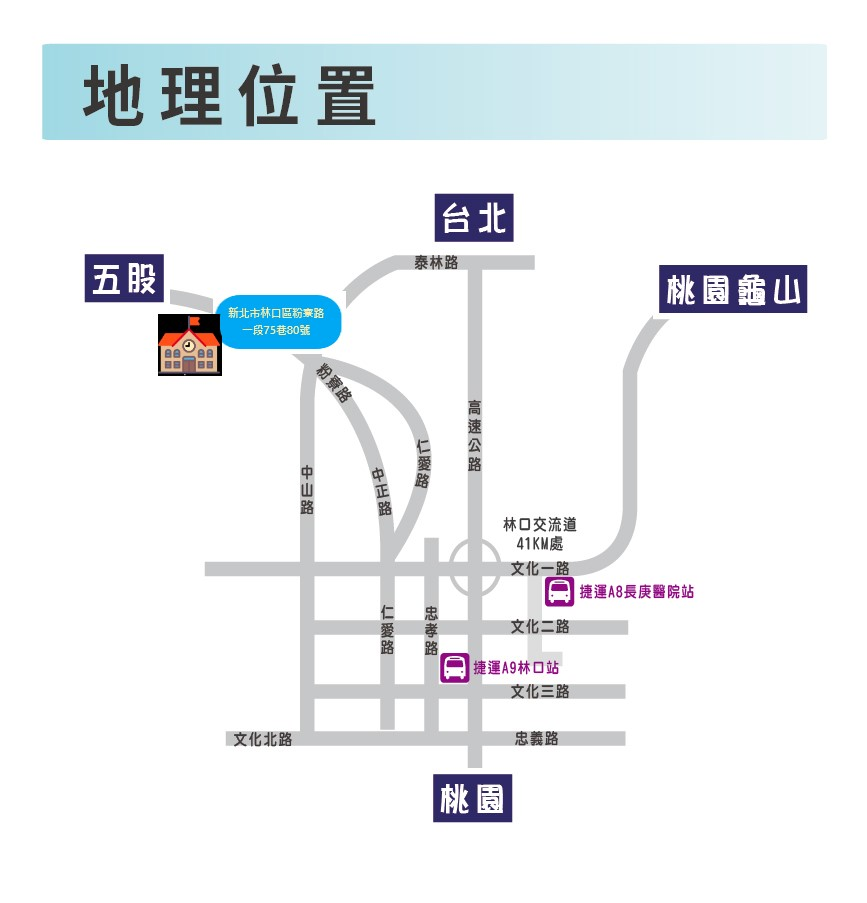 地理位置
台北
五股
泰林路
桃園龜山
新北市林口區粉寮路
一段75巷80號
粉寮路
高速公路
仁愛路
中山路
中正路
林口交流道
41KM處
文化一路
捷運A8長庚醫院站
仁愛路
忠孝路
文化二路
捷運A9林口站
文化三路
文化北路
忠義路
桃園